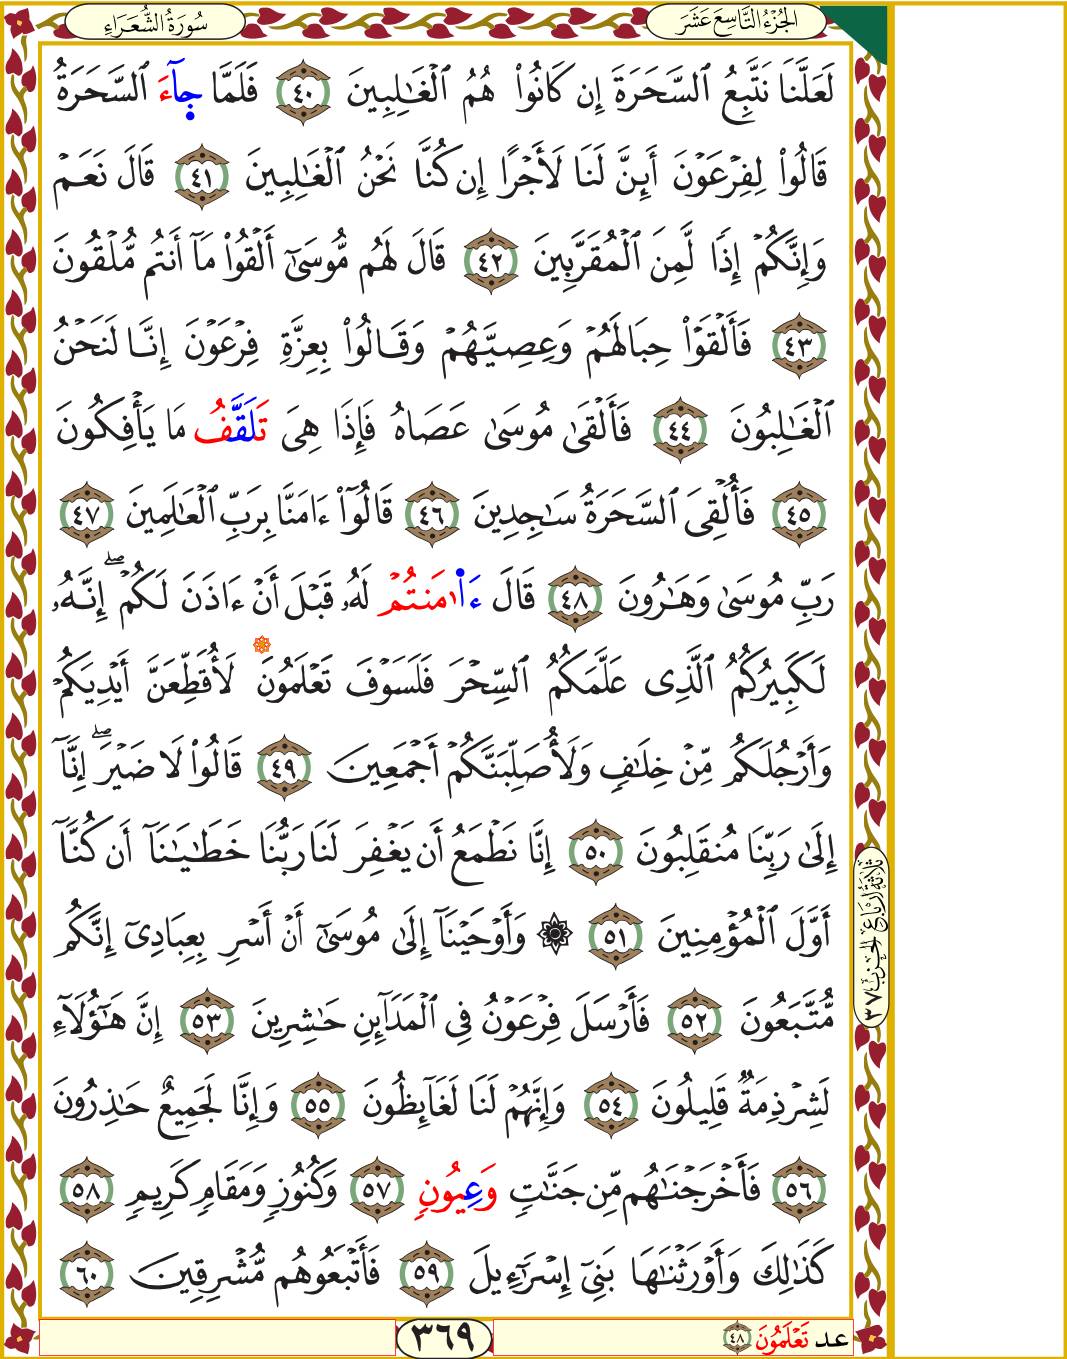 الجُزْءُ التَّاسِعَ عَشَرَ
سُورَةُ الشُّعَرَاءِ
لَعَلَّنَا نَتَّبِعُ ٱلسَّحَرَةَ إِن كَانُوا۟ هُمُ ٱلْغَـٰلِبِينَ ٤٠ فَلَمَّا جَآءَ ٱلسَّحَرَةُ
قَالُوا۟ لِفِرْعَوْنَ أَئِنَّ لَنَا لَأَجْرًا إِن كُنَّا نَحْنُ ٱلْغَـٰلِبِينَ ٤١ قَالَ نَعَمْ
وَإِنَّكُمْ إِذًا لَّمِنَ ٱلْمُقَرَّبِينَ ٤٢ قَالَ لَهُم مُّوسَىٰٓ أَلْقُوا۟ مَآ أَنتُم مُّلْقُونَ
٤٣ فَأَلْقَوْا۟ حِبَالَهُمْ وَعِصِيَّهُمْ وَقَالُوا۟ بِعِزَّةِ فِرْعَوْنَ إِنَّا لَنَحْنُ
ٱلْغَـٰلِبُونَ ٤٤ فَأَلْقَىٰ مُوسَىٰ عَصَاهُ فَإِذَا هِىَ تَلَقَّفُ مَا يَأْفِكُونَ
٤٥ فَأُلْقِىَ ٱلسَّحَرَةُ سَـٰجِدِينَ ٤٦ قَالُوٓا۟ ءَامَنَّا بِرَبِّ ٱلْعَـٰلَمِينَ ٤٧
رَبِّ مُوسَىٰ وَهَـٰرُونَ ٤٨ قَالَ ءَا۬مَنتُمْ لَهُۥ قَبْلَ أَنْ ءَاذَنَ لَكُمْ ۖ إِنَّهُۥ
لَكَبِيرُكُمُ ٱلَّذِى عَلَّمَكُمُ ٱلسِّحْرَ فَلَسَوْفَ تَعْلَمُونَ لَأُقَطِّعَنَّ أَيْدِيَكُمْ
وَأَرْجُلَكُم مِّنْ خِلَـٰفٍ وَلَأُصَلِّبَنَّكُمْ أَجْمَعِينَ ٤٩ قَالُوا۟ لَا ضَيْرَ ۖ إِنَّآ
إِلَىٰ رَبِّنَا مُنقَلِبُونَ ٥٠ إِنَّا نَطْمَعُ أَن يَغْفِرَ لَنَا رَبُّنَا خَطَـٰيَـٰنَآ أَن كُنَّآ
أَوَّلَ ٱلْمُؤْمِنِينَ ٥١ ۞ وَأَوْحَيْنَآ إِلَىٰ مُوسَىٰٓ أَنْ أَسْرِ بِعِبَادِىٓ إِنَّكُم
مُّتَّبَعُونَ ٥٢ فَأَرْسَلَ فِرْعَوْنُ فِى ٱلْمَدَآئِنِ حَـٰشِرِينَ ٥٣ إِنَّ هَـٰٓؤُلَآءِ
لَشِرْذِمَةٌ قَلِيلُونَ ٥٤ وَإِنَّهُمْ لَنَا لَغَآئِظُونَ ٥٥ وَإِنَّا لَجَمِيعٌ حَـٰذِرُونَ
٥٦ فَأَخْرَجْنَـٰهُم مِّن جَنَّـٰتٍ وَعِيُونٍ ٥٧ وَكُنُوزٍ وَمَقَامٍ كَرِيمٍ ٥٨
كَذَٰلِكَ وَأَوْرَثْنَـٰهَا بَنِىٓ إِسْرَٰٓءِيلَ ٥٩ فَأَتْبَعُوهُم مُّشْرِقِينَ ٦٠
ثلاثة أرباع الحزب ٣٧
عد تَعْلَمُونَ ٤٨
٣٦٩